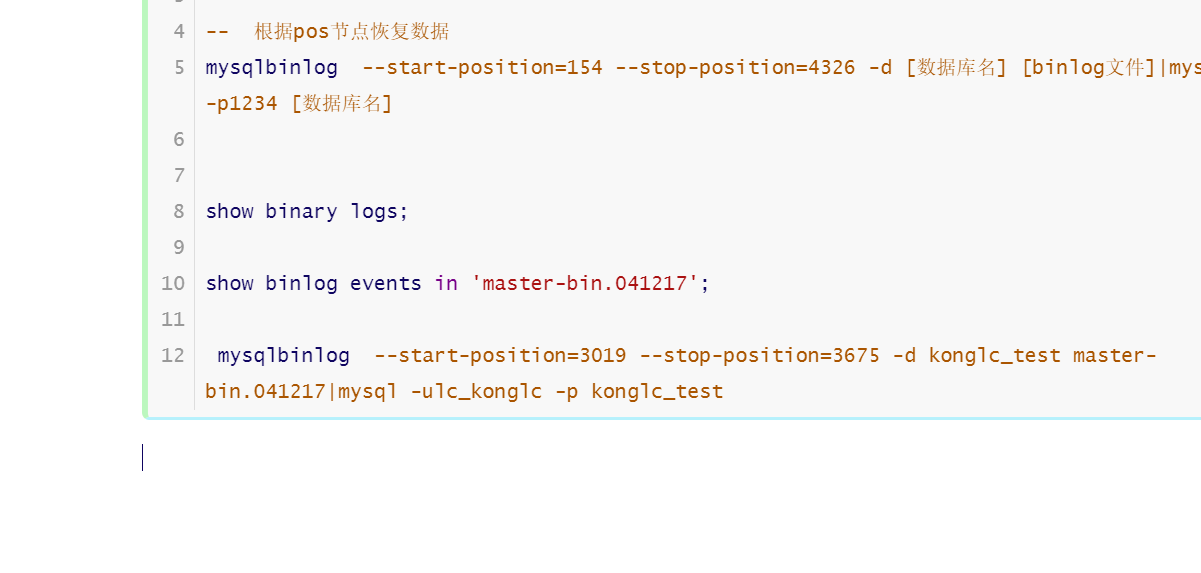 4 -- 根据pos节点恢复数据
5 mysqlbinlog --start-position=154 --stop-position=4326 -d [数据库名] [binlog文件]|mys
-p1234 [数据库名]
6
7
8 show binary logs;
9
10 show binlog events in 'master-bin.041217';
11
12 mysqlbinlog --start-position=3019 --stop-position=3675 -d konglc_test master-
bin.041217|mysql -ulc_konglc -p konglc_test